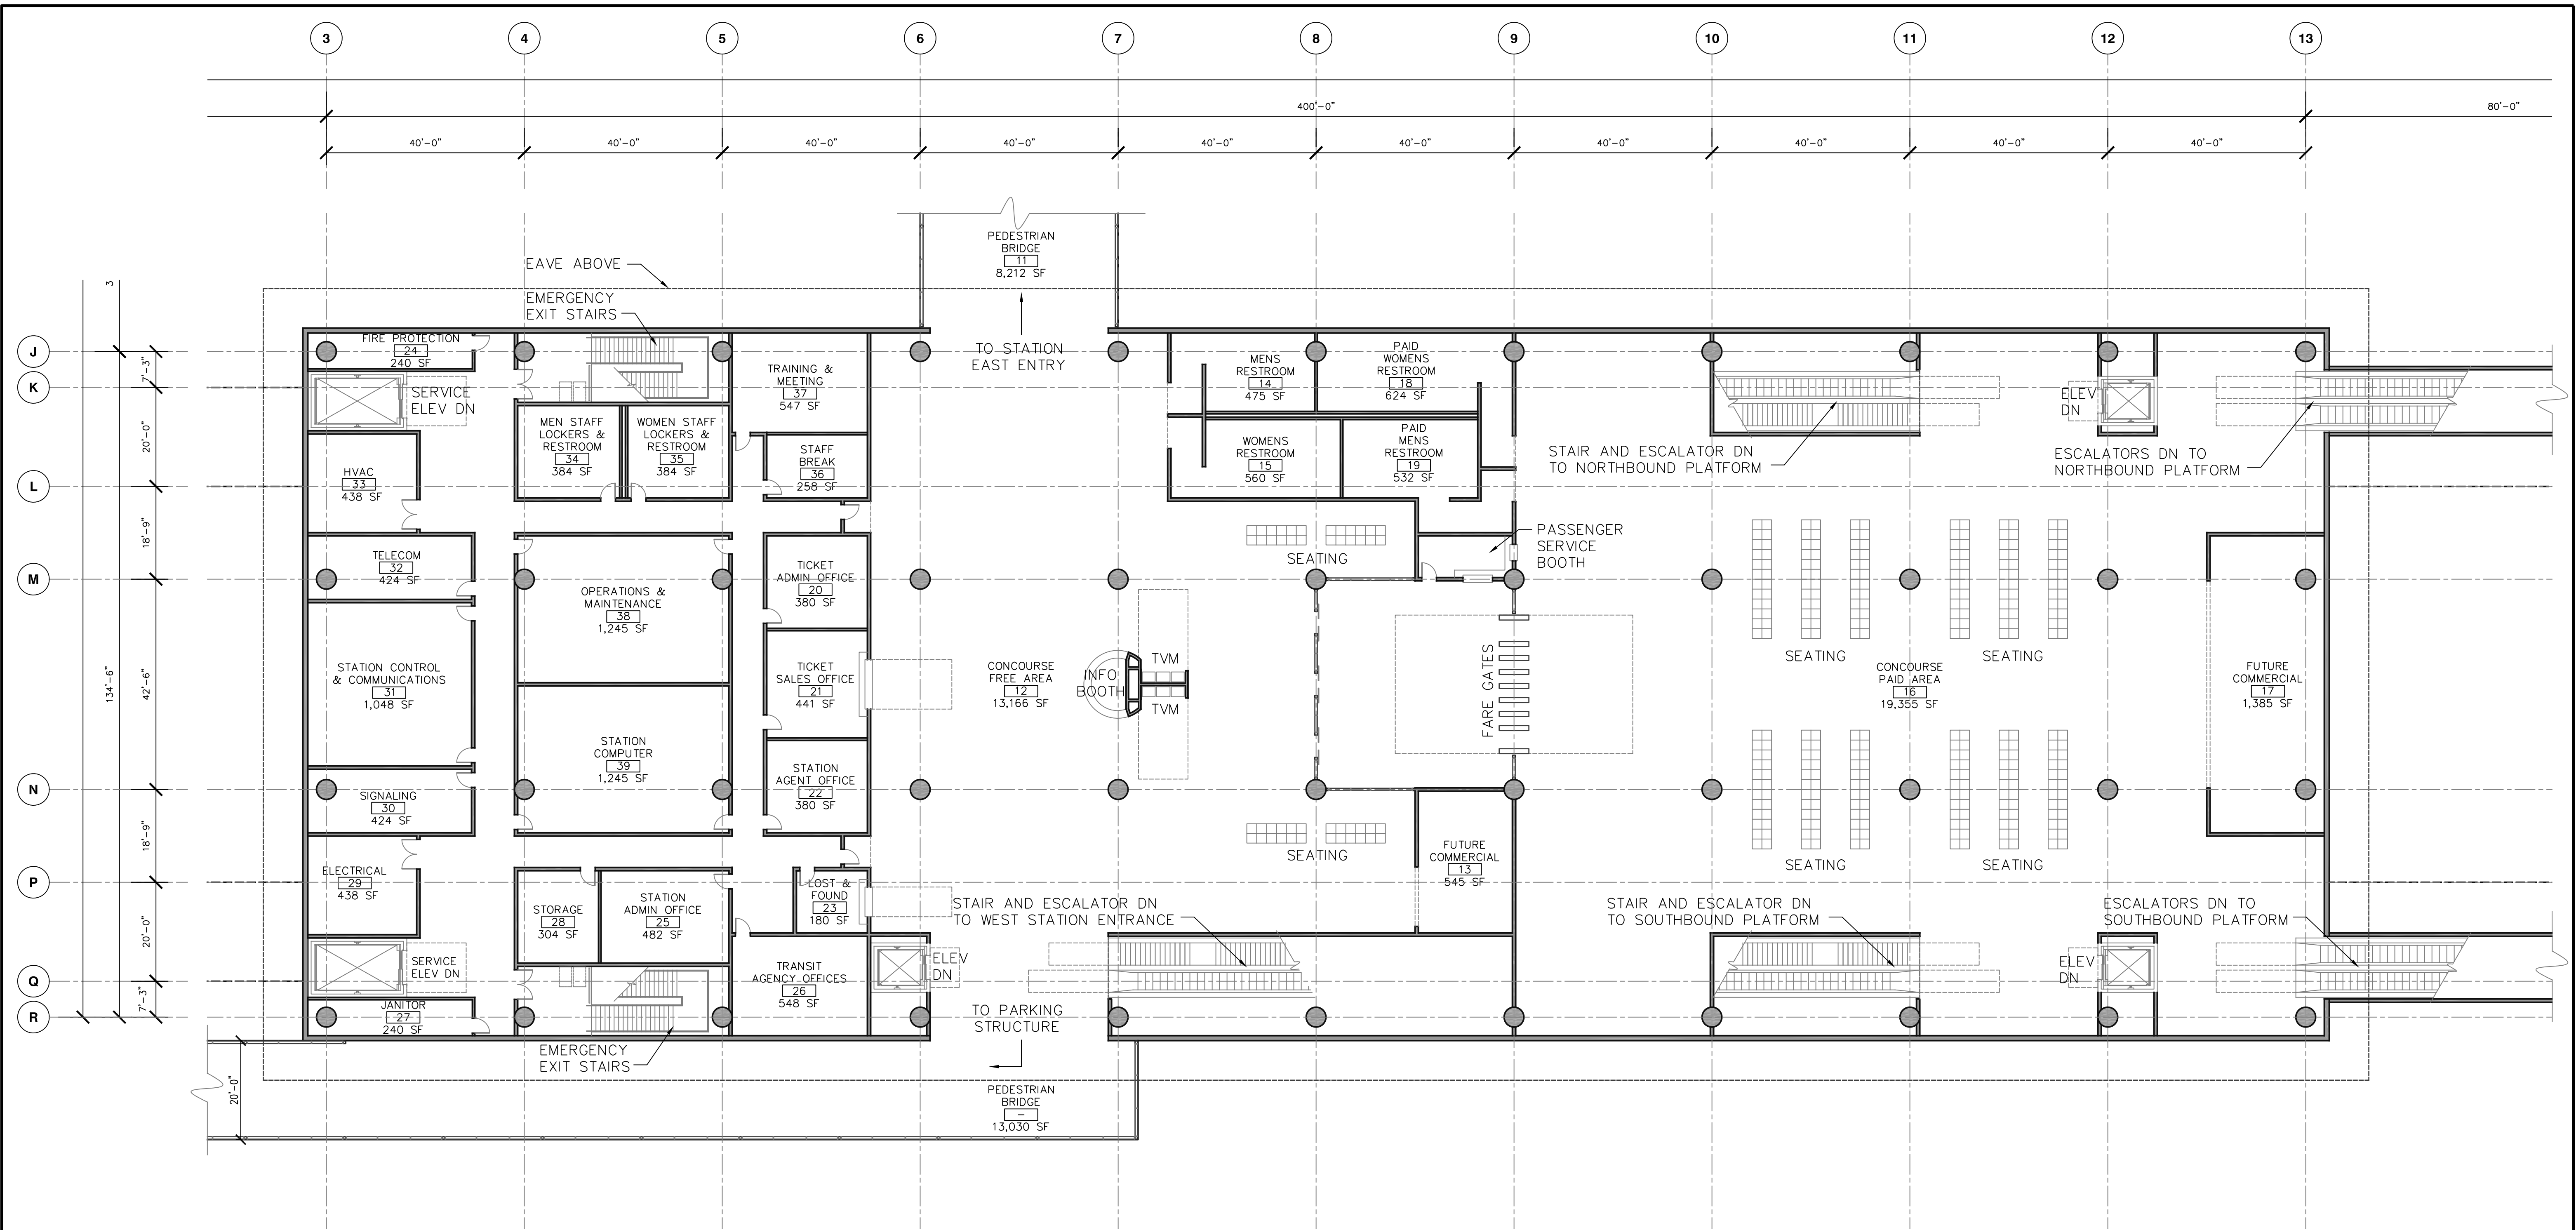 3
4
5
6
7
8
9
10
11
12
13
400'-0"
80'-0"
40'-0"
40'-0"
40'-0"
40'-0"
40'-0"
40'-0"
40'-0"
40'-0"
40'-0"
40'-0"
PEDESTRIAN
BRIDGE
11
8,212 SF
EAVE ABOVE
EMERGENCY
EXIT STAIRS
TO STATION
EAST ENTRY
3
J
K
L
M
N
P
Q
R
7'-3"
20'-0"
18'-9"
42'-6"
18'-9"
20'-0"
7'-3"
134'-6"
20'-0"
FIRE PROTECTION
24
240 SF
SERVICE
ELEV DN
HVAC
33
438 SF
TELECOM
32
424 SF
STATION CONTROL
& COMMUNICATIONS
31
1,048 SF
SIGNALING
30
424 SF
ELECTRICAL
29
438 SF
SERVICE
ELEV DN
JANITOR
27
240 SF
MEN STAFF
LOCKERS &
RESTROOM
34
384 SF
WOMEN STAFF
LOCKERS &
RESTROOM
35
384 SF
TRAINING &
MEETING
37
547 SF
STAFF
BREAK
36
258 SF
OPERATIONS &
MAINTENANCE
38
1,245 SF
STATION
COMPUTER
39
1,245 SF
TICKET
ADMIN OFFICE
20
380 SF
TICKET
SALES OFFICE
21
441 SF
STATION
AGENT OFFICE
22
380 SF
STORAGE
28
304 SF
STATION
ADMIN OFFICE
25
482 SF
LOST &
FOUND
23
180 SF
TRANSIT
AGENCY OFFICES
26
548 SF
EMERGENCY
EXIT STAIRS
ELEV
DN
CONCOURSE
FREE AREA
12
13,166 SF
INFO
BOOTH
TVM
TVM
MENS
RESTROOM
14
475 SF
PAID
WOMENS
RESTROOM
18
624 SF
WOMENS
RESTROOM
15
560 SF
PAID
MENS
RESTROOM
19
532 SF
SEATING
PASSENGER
SERVICE
BOOTH
FARE GATES
SEATING
FUTURE
COMMERCIAL
13
545 SF
STAIR AND ESCALATOR DN
TO WEST STATION ENTRANCE
TO PARKING
STRUCTURE
PEDESTRIAN
BRIDGE
-
13,030 SF
STAIR AND ESCALATOR DN
TO NORTHBOUND PLATFORM
ELEV
DN
ESCALATORS DN TO
NORTHBOUND PLATFORM
SEATING
SEATING
CONCOURSE
PAID AREA
16
19,355 SF
FUTURE
COMMERCIAL
17
1,385 SF
SEATING
SEATING
STAIR AND ESCALATOR DN
TO SOUTHBOUND PLATFORM
ESCALATORS DN TO
SOUTHBOUND PLATFORM
ELEV
DN